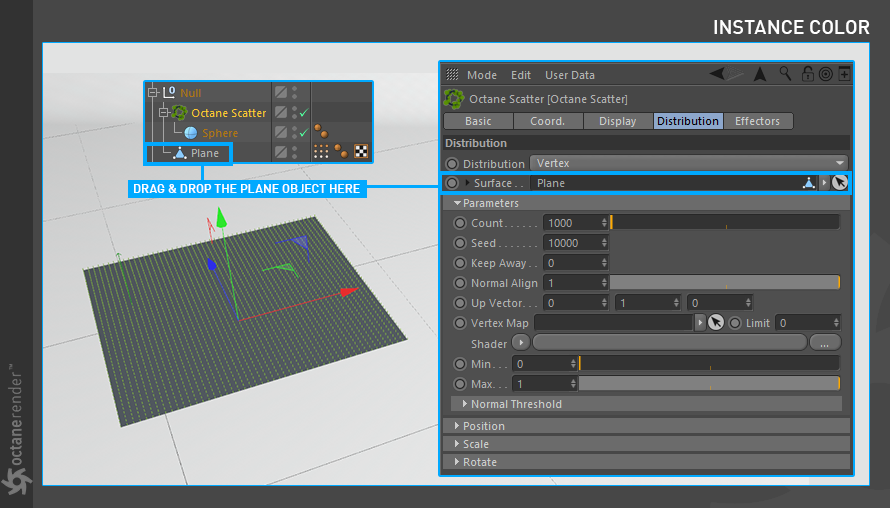 INSTANCE COLOR
Null
Octane Scatter
Sphere
Plane
DRAG & DROP THE PLANE OBJECT HERE
Mode Edit User Data
Octane Scatter [Octane Scatter]
Basic Coord. Display Distribution Effectors
Distribution
Distribution Vertex
Surface . . Plane
Parameters
Count . . . . . . 1000
Seed . . . . . . . 10000
Keep Away . . 0
Normal Align 1
Up Vector. . . 0 1 0
Vertex Map Limit 0
Shader ...
Min . . . 0
Max. . . 1
Normal Threshold
Position
Scale
Rotate
octanerender™